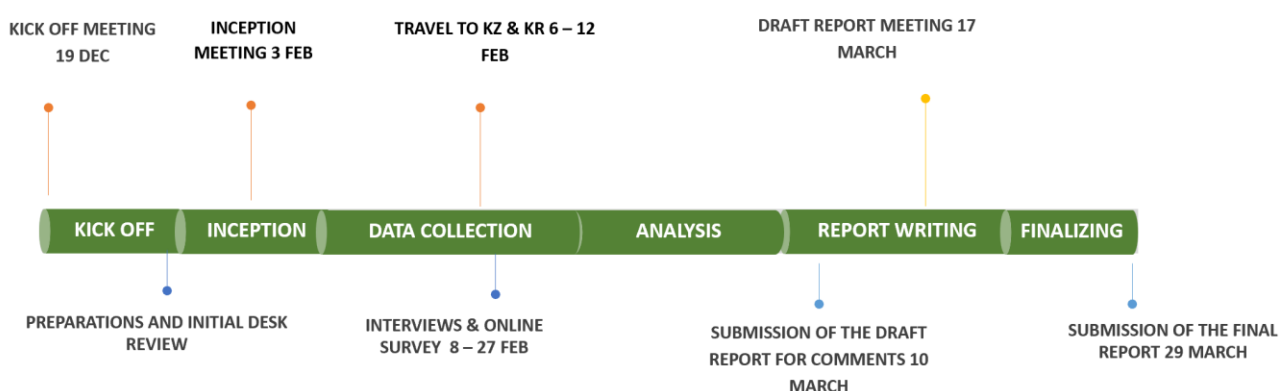 KICK OFF MEETING
19 DEC
INCEPTION
MEETING 3 FEB
TRAVEL TO KZ & KR 6 – 12
FEB
DRAFT REPORT MEETING 17
MARCH
KICK OFF
INCEPTION
DATA COLLECTION
ANALYSIS
REPORT WRITING
FINALIZING
PREPARATIONS AND INITIAL DESK
REVIEW
INTERVIEWS & ONLINE
SURVEY 8 – 27 FEB
SUBMISSION OF THE DRAFT
REPORT FOR COMMENTS 10
MARCH
SUBMISSION OF THE FINAL
REPORT 29 MARCH